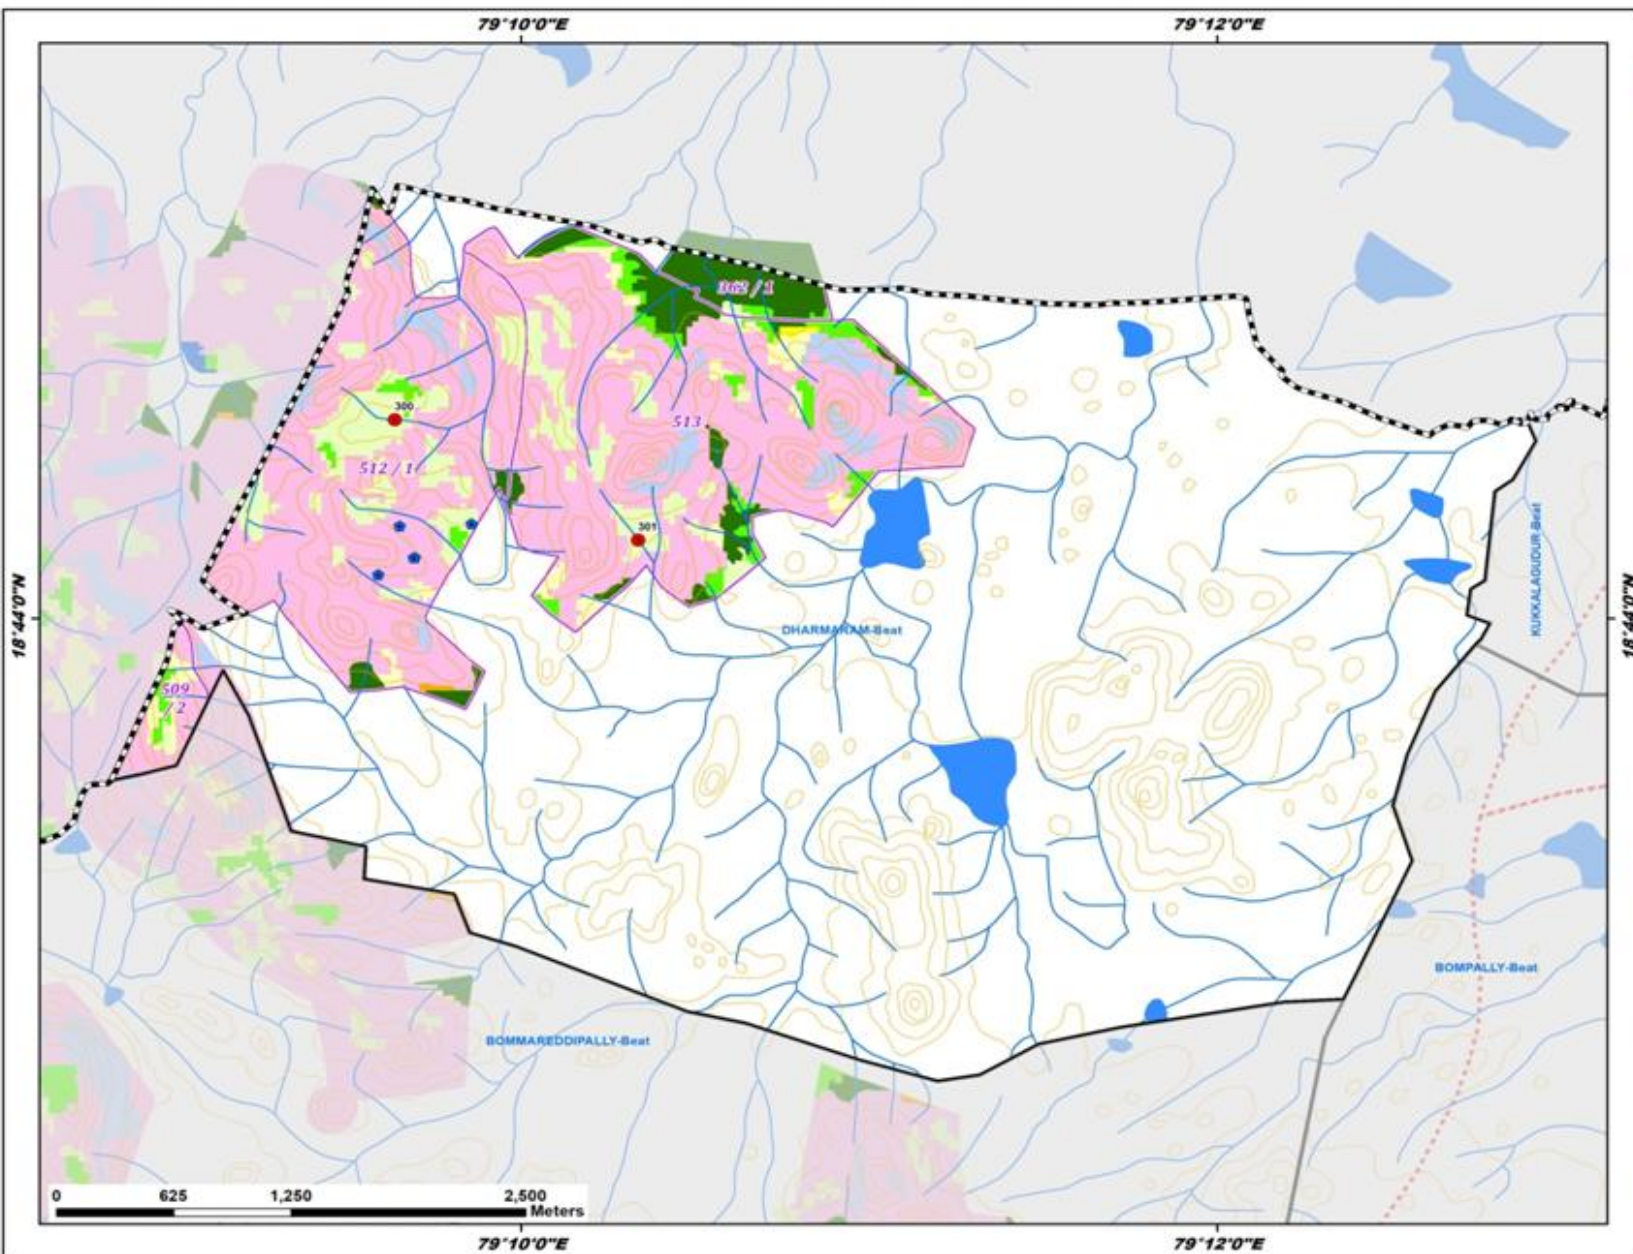 79°10'0"E 79°12'0"E
362 / 1
300
513
512 / 1
301
KUKKALAGUDUR-Beat
18°44'0"N 18°44'0"N
DHARMARAM-Beat
509
/ 2
BOMPALLY-Beat
BOMMAREDDIPALLY-Beat
0 625 1,250 2,500
Meters
79°10'0"E 79°12'0"E